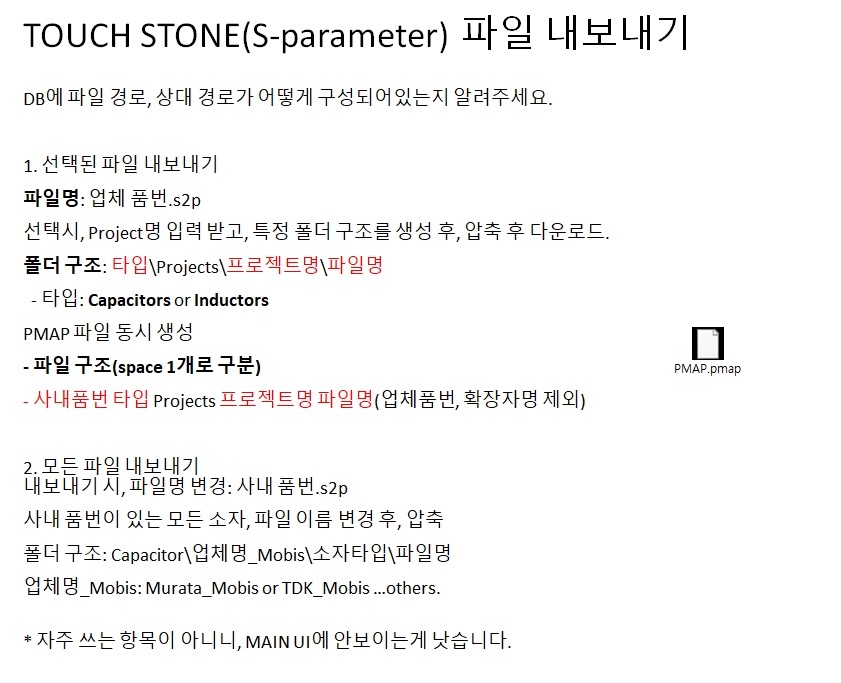 TOUCH STONE(S-parameter) 파일 내보내기
DB에 파일 경로, 상대 경로가 어떻게 구성되어있는지 알려주세요.
1. 선택된 파일 내보내기
파일명: 업체 품번.s2p
선택시, Project명 입력 받고, 특정 폴더 구조를 생성 후, 압축 후 다운로드.
폴더 구조: 타입\Projects\프로젝트명\파일명
- 타입: Capacitors or Inductors
PMAP 파일 동시 생성
- 파일 구조(space 1개로 구분)
- 사내품번 타입 Projects 프로젝트명 파일명(업체품번, 확장자명 제외)
PMAP.pmap
2. 모든 파일 내보내기
내보내기 시, 파일명 변경: 사내 품번.s2p
사내 품번이 있는 모든 소자, 파일 이름 변경 후, 압축
폴더 구조: Capacitor\업체명_Mobis\소자타입\파일명
업체명_Mobis: Murata_Mobis or TDK_Mobis ...others.
* 자주 쓰는 항목이 아니니, MAIN UI에 안보이는게 낫습니다.